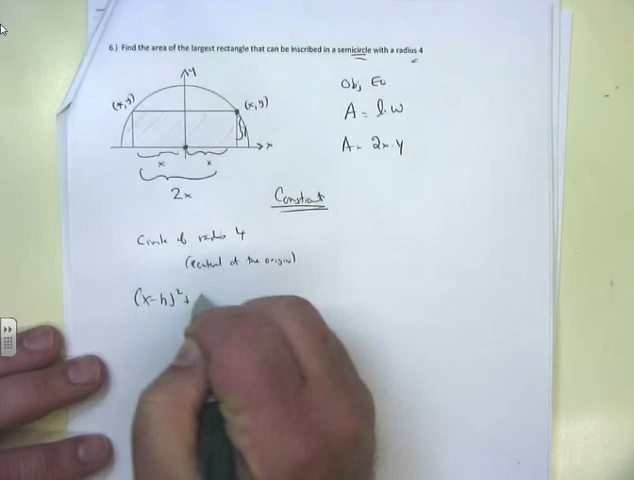 6.) Find the area of the largest rectangle that can be inscribed in a semicircle with a radius 4
y
(x,y)
(x,y)
x
x
x
2x
Obj Eq
A = l·w
A = 2x·y
Constraint
Circle of radius 4
(centered at the origin)
(x-h)² +